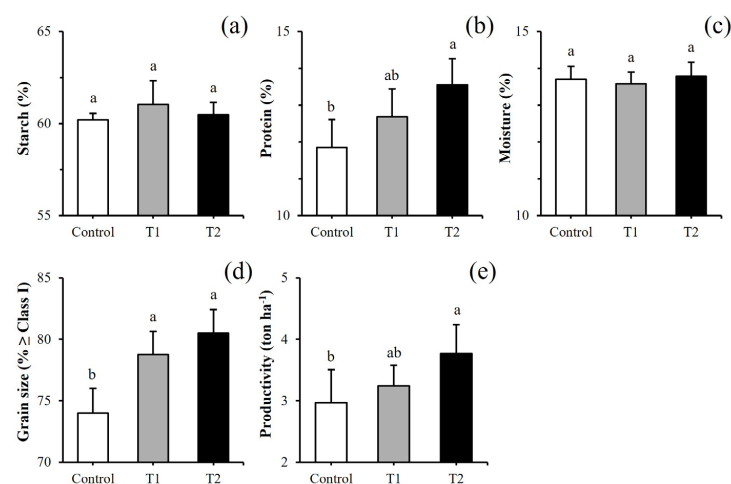 (a)
65
60
55
Starch (%)
a
a
a
Control
T1
T2
(b)
15
10
Protein (%)
b
ab
a
Control
T1
T2
(c)
15
10
Moisture (%)
a
a
a
Control
T1
T2
(d)
85
80
75
70
Grain size (% ≥ Class I)
b
a
a
Control
T1
T2
(e)
5
4
3
2
Productivity (ton ha⁻¹)
b
ab
a
Control
T1
T2